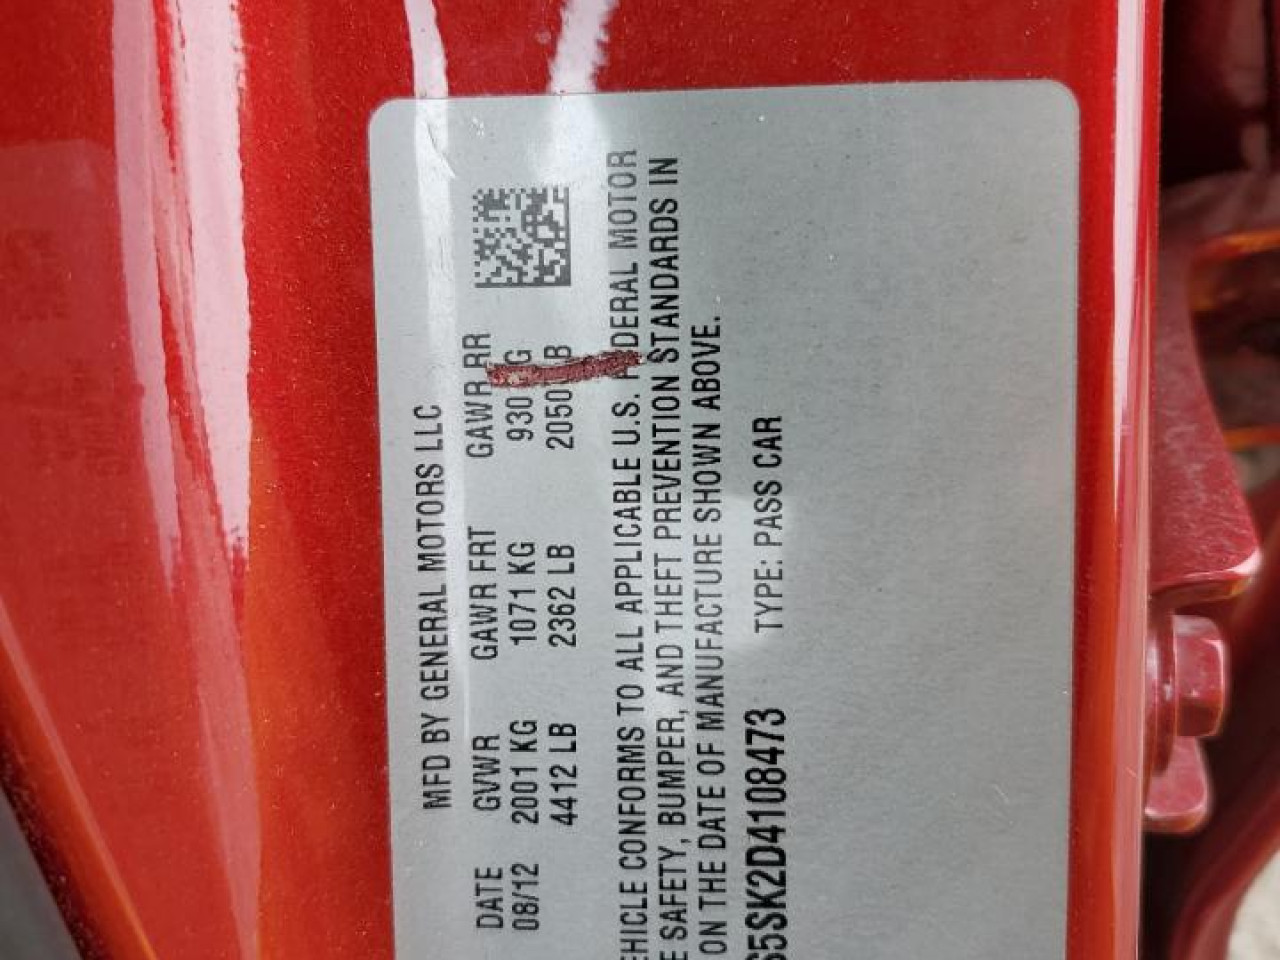 MFD BY GENERAL MOTORS LLC
DATE GVWR GAWR FRT GAWR RR
08/12 2001 KG 1071 KG 930 G
4412 LB 2362 LB 2050 B
EHICLE CONFORMS TO ALL APPLICABLE U.S. F DERAL MOTOR
E SAFETY, BUMPER, AND THEFT PREVENTION STANDARDS IN
ON THE DATE OF MANUFACTURE SHOWN ABOVE.
5SK2D4108473 TYPE: PASS CAR